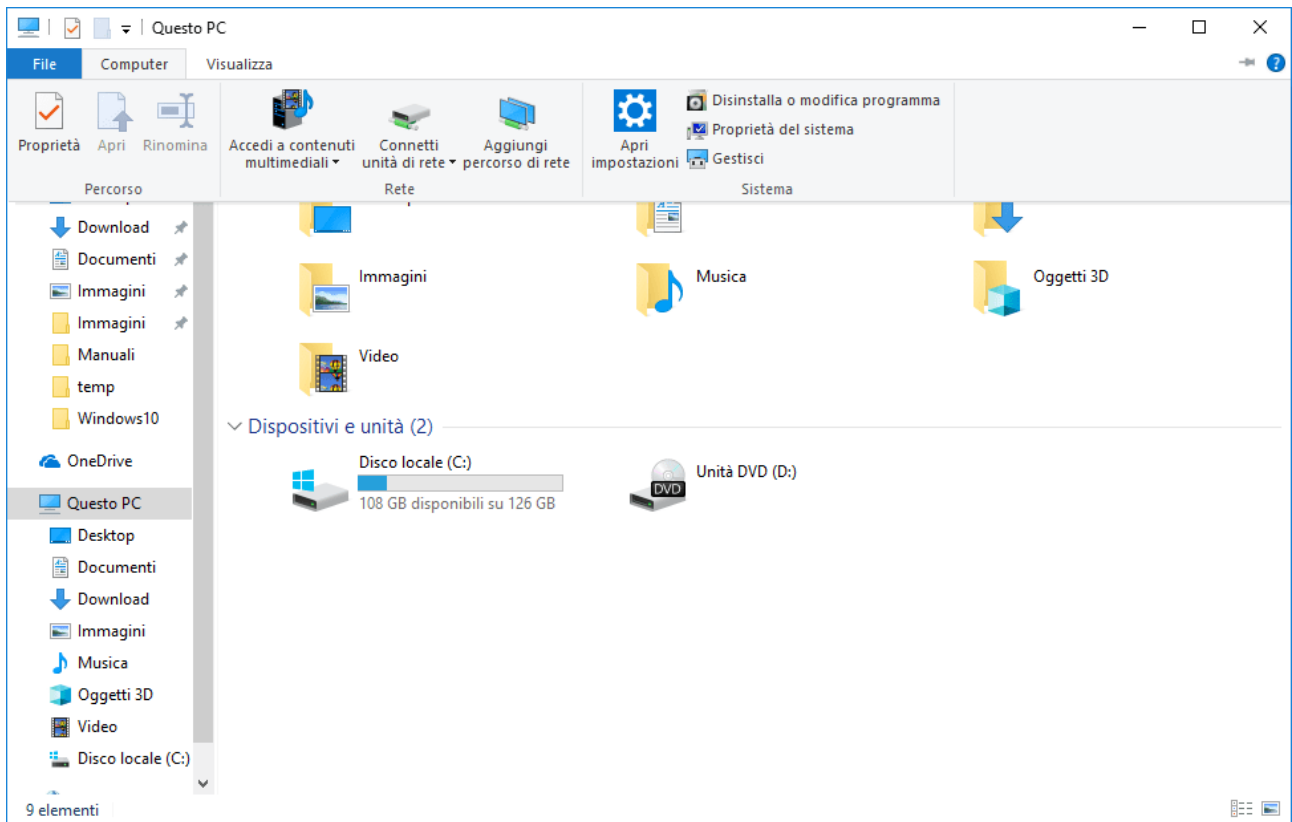 Questo PC
File Computer Visualizza
Proprietà Apri Rinomina
Accedi a contenuti multimediali
Connetti unità di rete
Aggiungi percorso di rete
Apri impostazioni
Disinstalla o modifica programma
Proprietà del sistema
Gestisci
Percorso Rete Sistema
Download
Documenti
Immagini
Immagini
Manuali
temp
Windows10
OneDrive
Questo PC
Desktop
Documenti
Download
Immagini
Musica
Oggetti 3D
Video
Disco locale (C:)
Immagini
Musica
Oggetti 3D
Video
Dispositivi e unità (2)
Disco locale (C:)
108 GB disponibili su 126 GB
Unità DVD (D:)
DVD
9 elementi